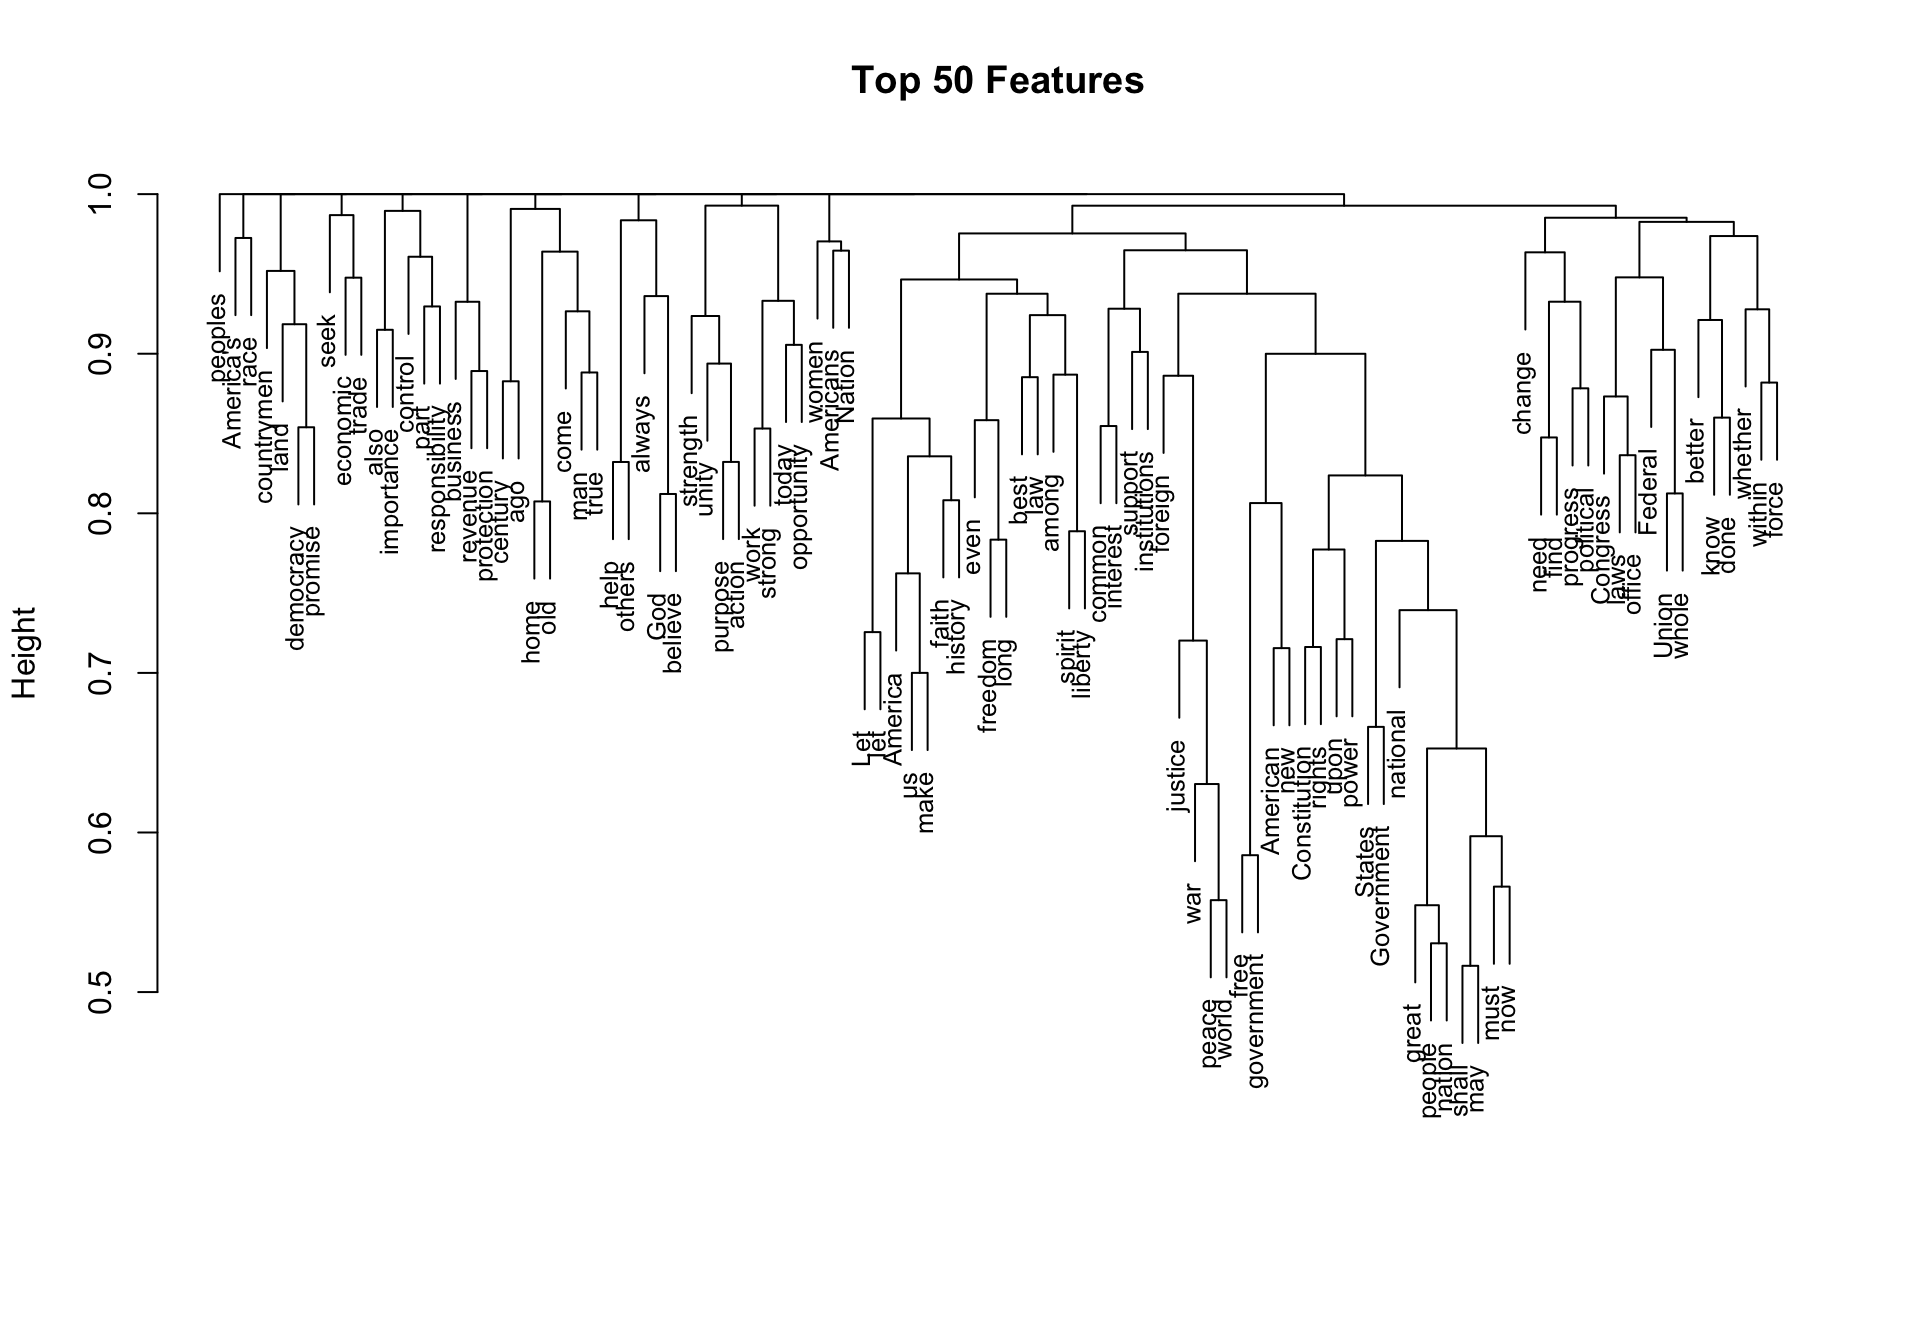 Top 50 Features
Height
1.0
0.9
0.8
0.7
0.6
0.5
peoples
America's
race
countrymen
land
democracy
promise
seek
economic
trade
also
importance
control
part
responsibility
business
revenue
protection
century
ago
home
old
come
man
true
help
others
always
God
believe
strength
unity
purpose
action
work
strong
today
opportunity
women
Americans
Nation
Let
let
America
us
make
faith
history
even
freedom
long
best
law
among
spirit
liberty
common
interest
support
institutions
foreign
justice
war
peace
world
free
government
American
new
Constitution
rights
upon
power
States
Government
national
great
people
nation
shall
may
must
now
change
need
find
progress
political
Congress
laws
office
Federal
Union
whole
better
know
done
whether
within
force